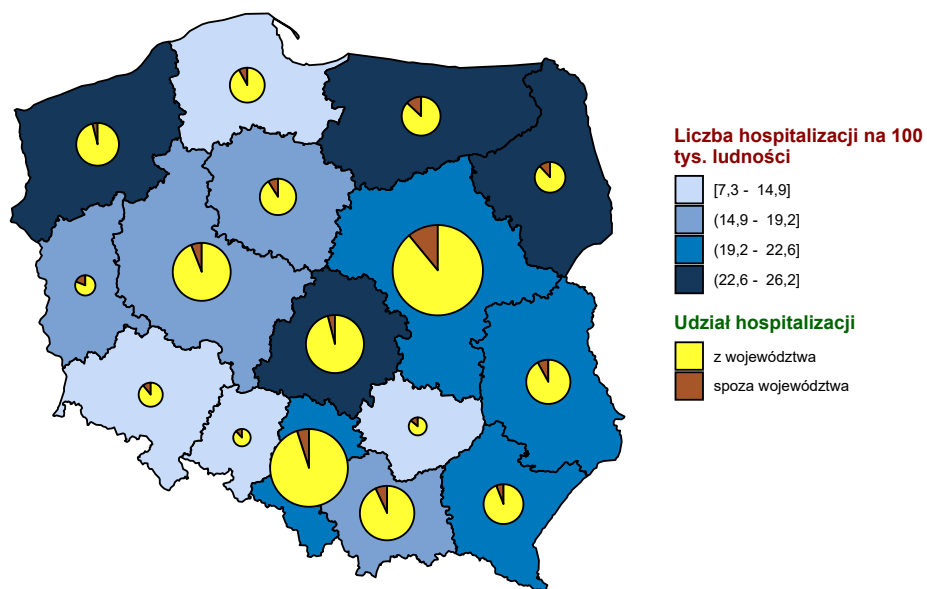 Liczba hospitalizacji na 100
tys. ludności
[7,3 - 14,9]
(14,9 - 19,2]
(19,2 - 22,6]
(22,6 - 26,2]
Udział hospitalizacji
z województwa
spoza województwa